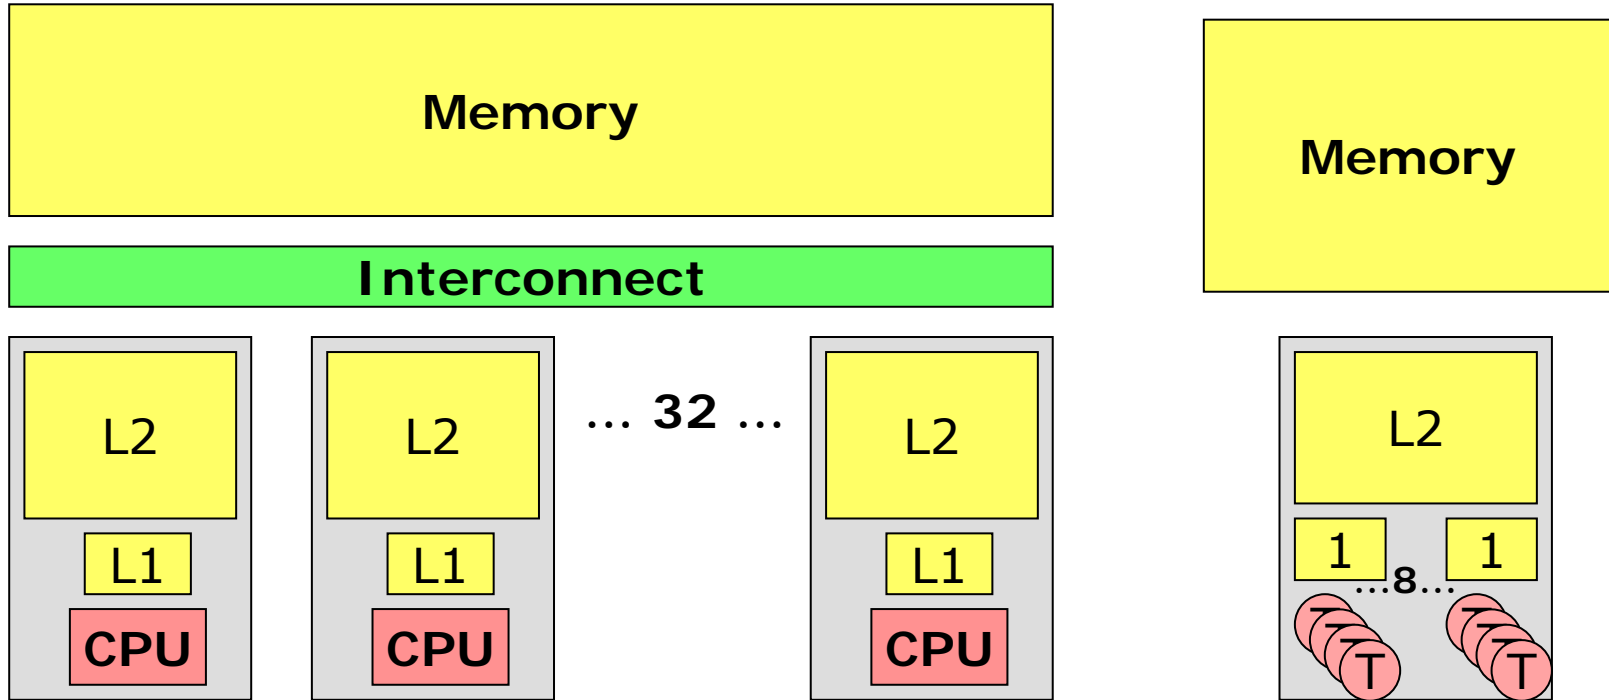 Memory
Interconnect
L2
L2
... 32 ...
L2
L1
L1
L1
CPU
CPU
CPU
Memory
L2
1
1
...8...
T
T
T
T
T
T
T
T